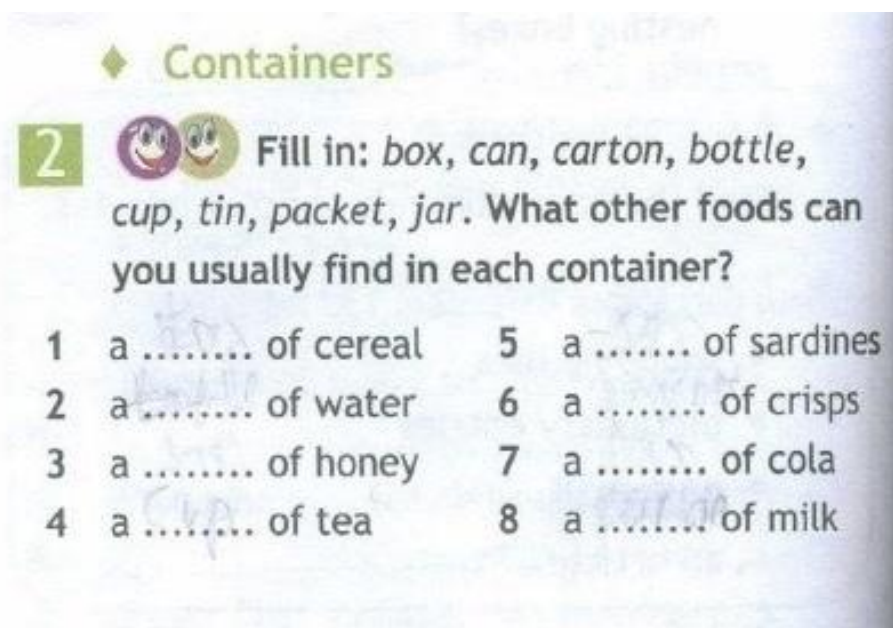 ♦ Containers
2 Fill in: box, can, carton, bottle,
cup, tin, packet, jar. What other foods can
you usually find in each container?
1 a ........ of cereal 5 a ....... of sardines
2 a ........ of water 6 a ........ of crisps
3 a ........ of honey 7 a ........ of cola
4 a ........ of tea 8 a ........ of milk